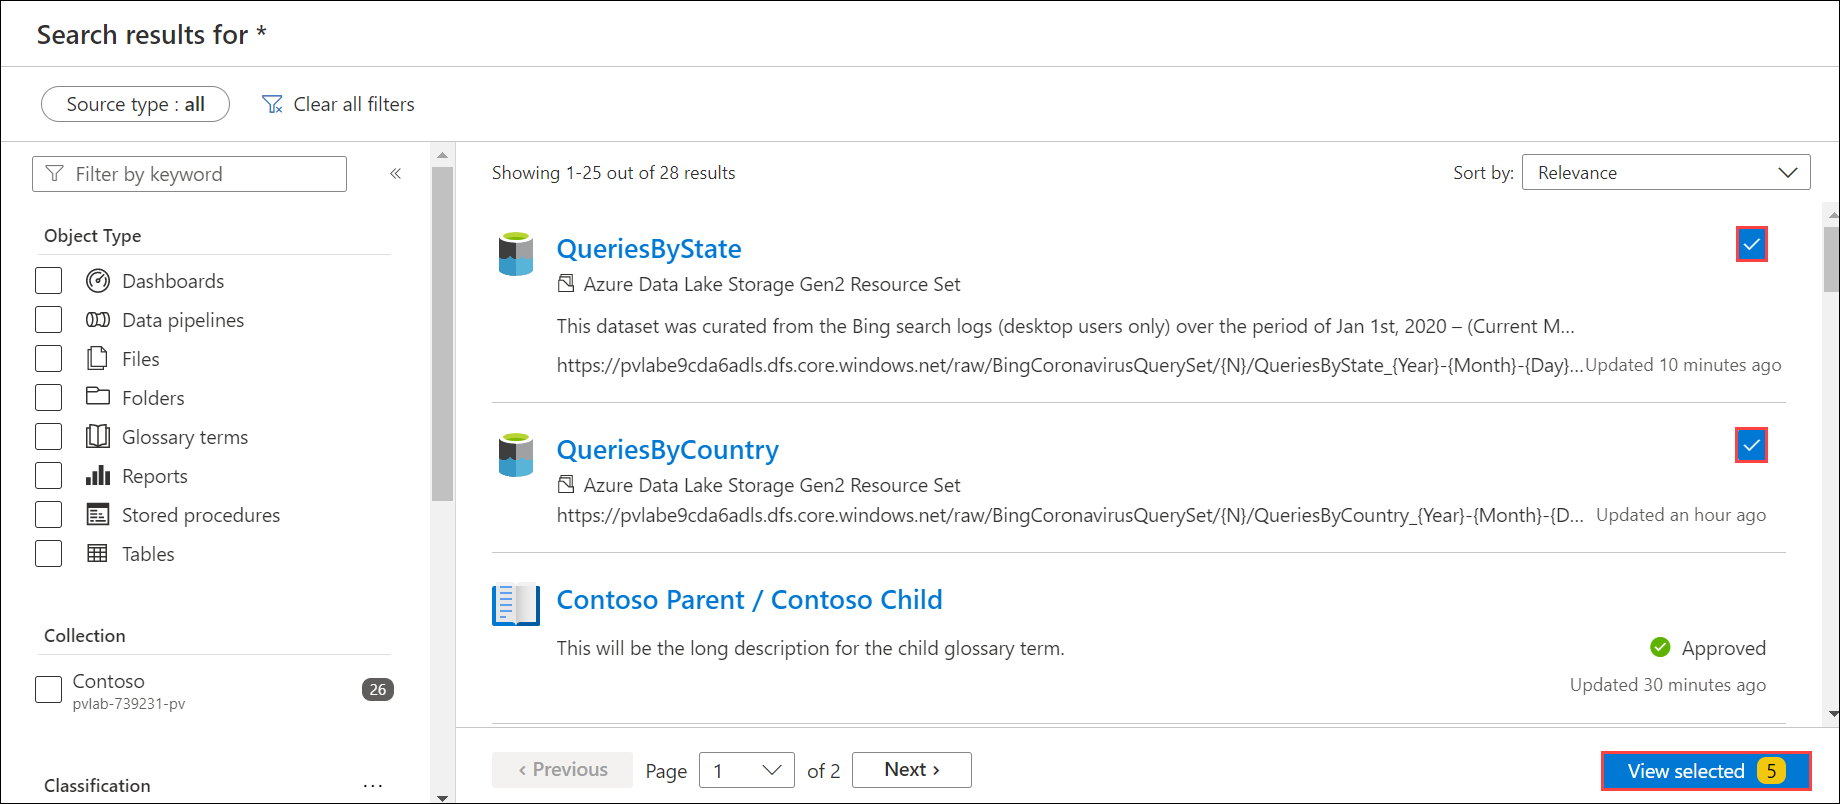 Search results for *
Source type : all
Clear all filters
Filter by keyword
«
Object Type
Dashboards
Data pipelines
Files
Folders
Glossary terms
Reports
Stored procedures
Tables
Collection
Contoso
pvlab-739231-pv
26
Classification
...
Showing 1-25 out of 28 results
Sort by: Relevance
QueriesByState
Azure Data Lake Storage Gen2 Resource Set
This dataset was curated from the Bing search logs (desktop users only) over the period of Jan 1st, 2020 – (Current M...
https://pvlabe9cda6adls.dfs.core.windows.net/raw/BingCoronavirusQuerySet/{N}/QueriesByState_{Year}-{Month}-{Day}... Updated 10 minutes ago
QueriesByCountry
Azure Data Lake Storage Gen2 Resource Set
https://pvlabe9cda6adls.dfs.core.windows.net/raw/BingCoronavirusQuerySet/{N}/QueriesByCountry_{Year}-{Month}-{D... Updated an hour ago
Contoso Parent / Contoso Child
This will be the long description for the child glossary term.
Approved
Updated 30 minutes ago
‹ Previous Page 1 of 2 Next ›
View selected 5